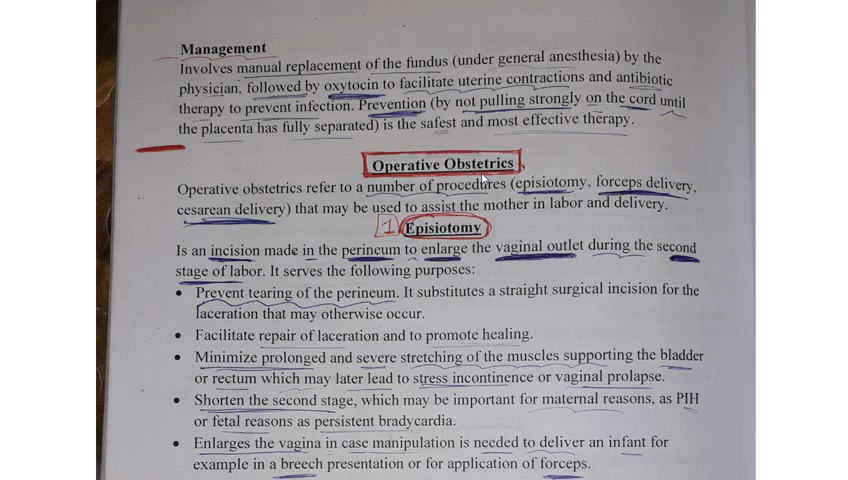 Management
Involves manual replacement of the fundus (under general anesthesia) by the
physician, followed by oxytocin to facilitate uterine contractions and antibiotic
therapy to prevent infection. Prevention (by not pulling strongly on the cord until
the placenta has fully separated) is the safest and most effective therapy.
Operative Obstetrics
Operative obstetrics refer to a number of procedures (episiotomy, forceps delivery,
cesarean delivery) that may be used to assist the mother in labor and delivery.
1 Episiotomy
Is an incision made in the perineum to enlarge the vaginal outlet during the second
stage of labor. It serves the following purposes:
• Prevent tearing of the perineum. It substitutes a straight surgical incision for the
laceration that may otherwise occur.
• Facilitate repair of laceration and to promote healing.
• Minimize prolonged and severe stretching of the muscles supporting the bladder
or rectum which may later lead to stress incontinence or vaginal prolapse.
• Shorten the second stage, which may be important for maternal reasons, as PIH
or fetal reasons as persistent bradycardia.
• Enlarges the vagina in case manipulation is needed to deliver an infant for
example in a breech presentation or for application of forceps.